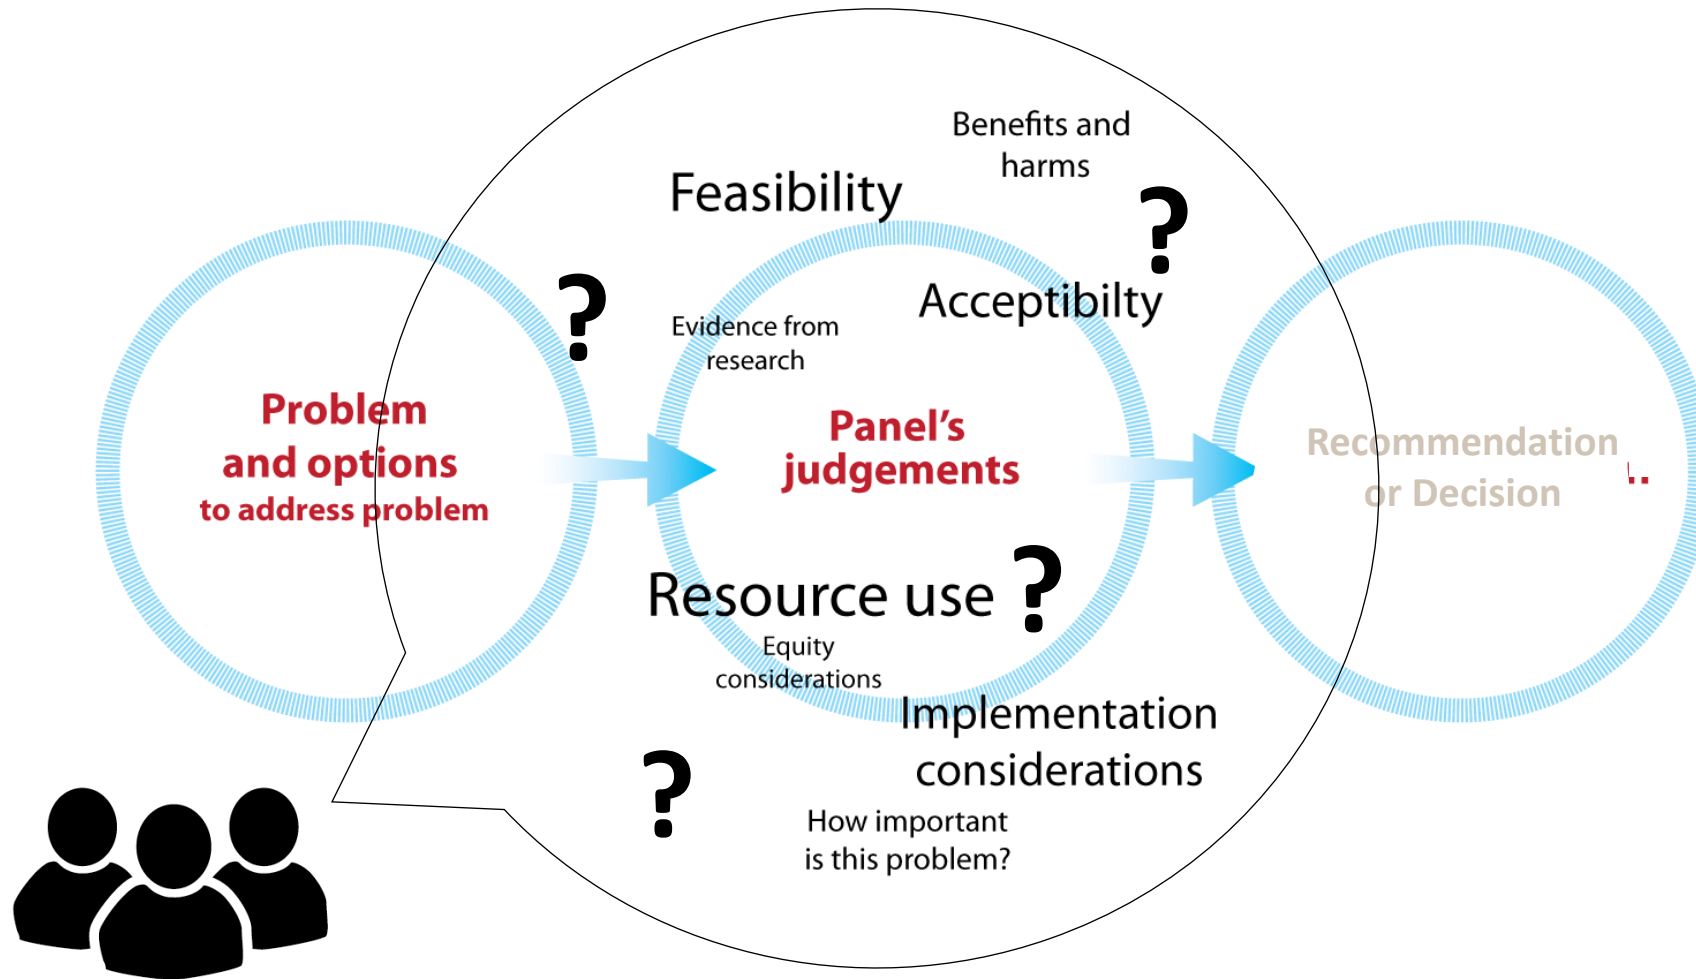 Benefits and
harms
Feasibility
?
?
Acceptibilty
Evidence from
research
Problem
and options
to address problem
Panel's
judgements
Recommendation
or Decision
Resource use ?
Equity
considerations
Implementation
considerations
?
How important
is this problem?